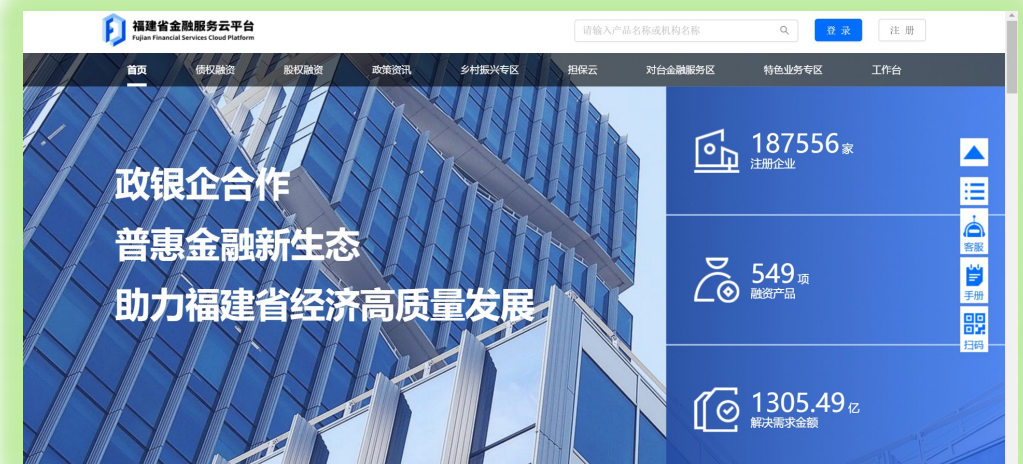 福建省金融服务云平台
Fujian Financial Services Cloud Platform
请输入产品名称或机构名称
登 录
注 册
首页 债权融资 股权融资 政策资讯 乡村振兴专区 担保云 对台金融服务区 特色业务专区 工作台
政银企合作
普惠金融新生态
助力福建省经济高质量发展
187556家
注册企业
549项
融资产品
1305.49亿
解决需求金额
客服
手册
扫码